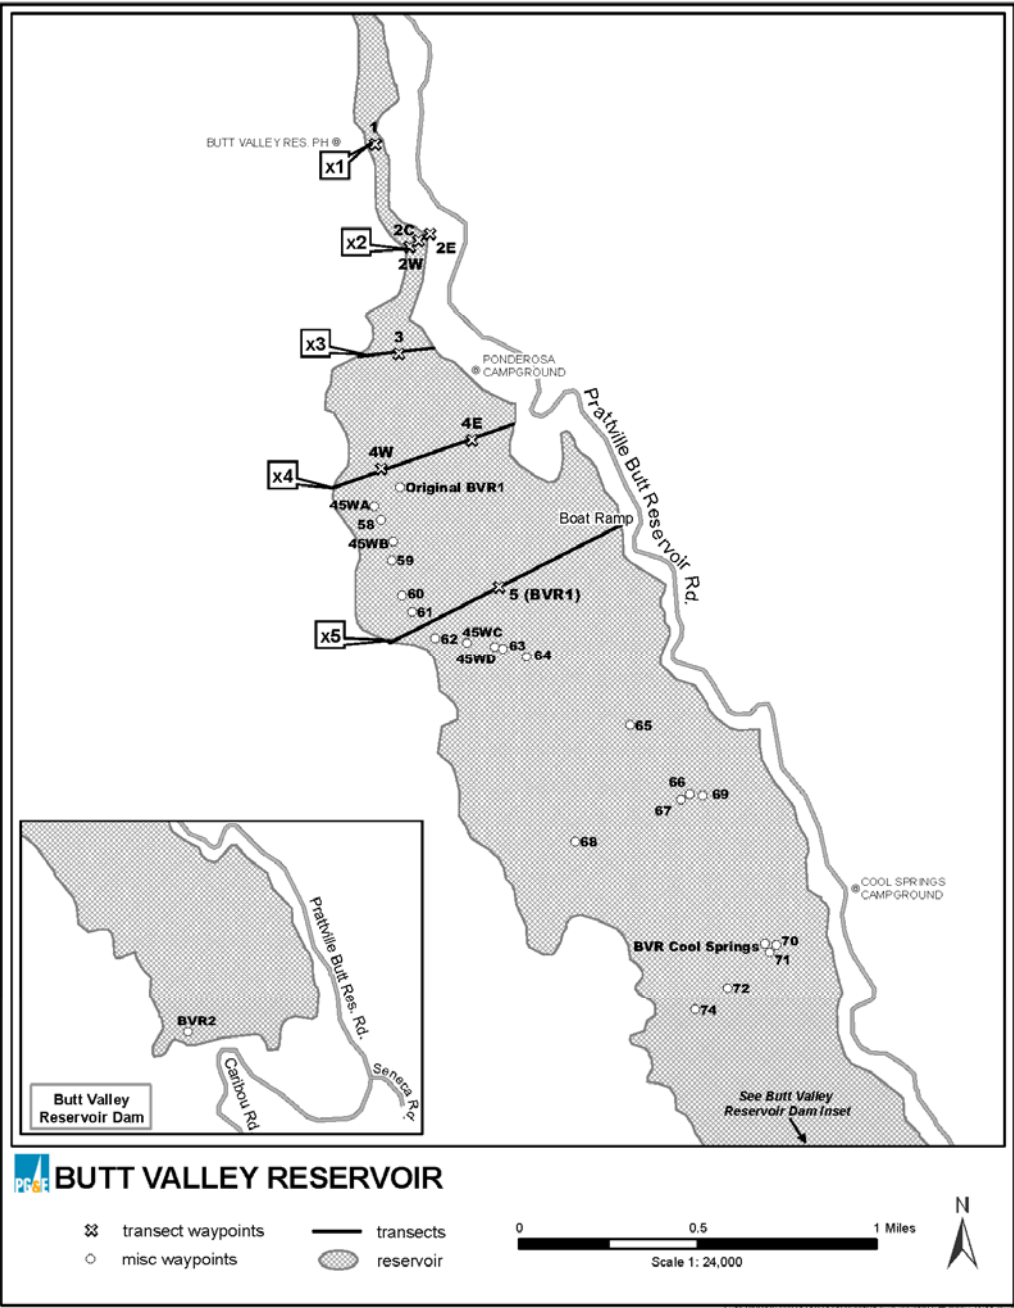 1
BUTT VALLEY RES. PH
x1
2C
x2
2E
2W
3
x3
PONDEROSA
CAMPGROUND
Prattville Butt Reservoir Rd.
4E
4W
x4
Original BVR1
45WA
58
Boat Ramp
45WB
59
60
5 (BVR1)
61
x5
62
45WC
63
45WD
64
65
66
69
67
68
COOL SPRINGS
CAMPGROUND
BVR Cool Springs
70
71
72
74
See Butt Valley
Reservoir Dam Inset
Prattville Butt Res. Rd.
BVR2
Caribou Rd
Seneca Rd.
Butt Valley
Reservoir Dam
PG&E
BUTT VALLEY RESERVOIR
transect waypoints
transects
misc waypoints
reservoir
0 0.5 1 Miles
Scale 1: 24,000
N